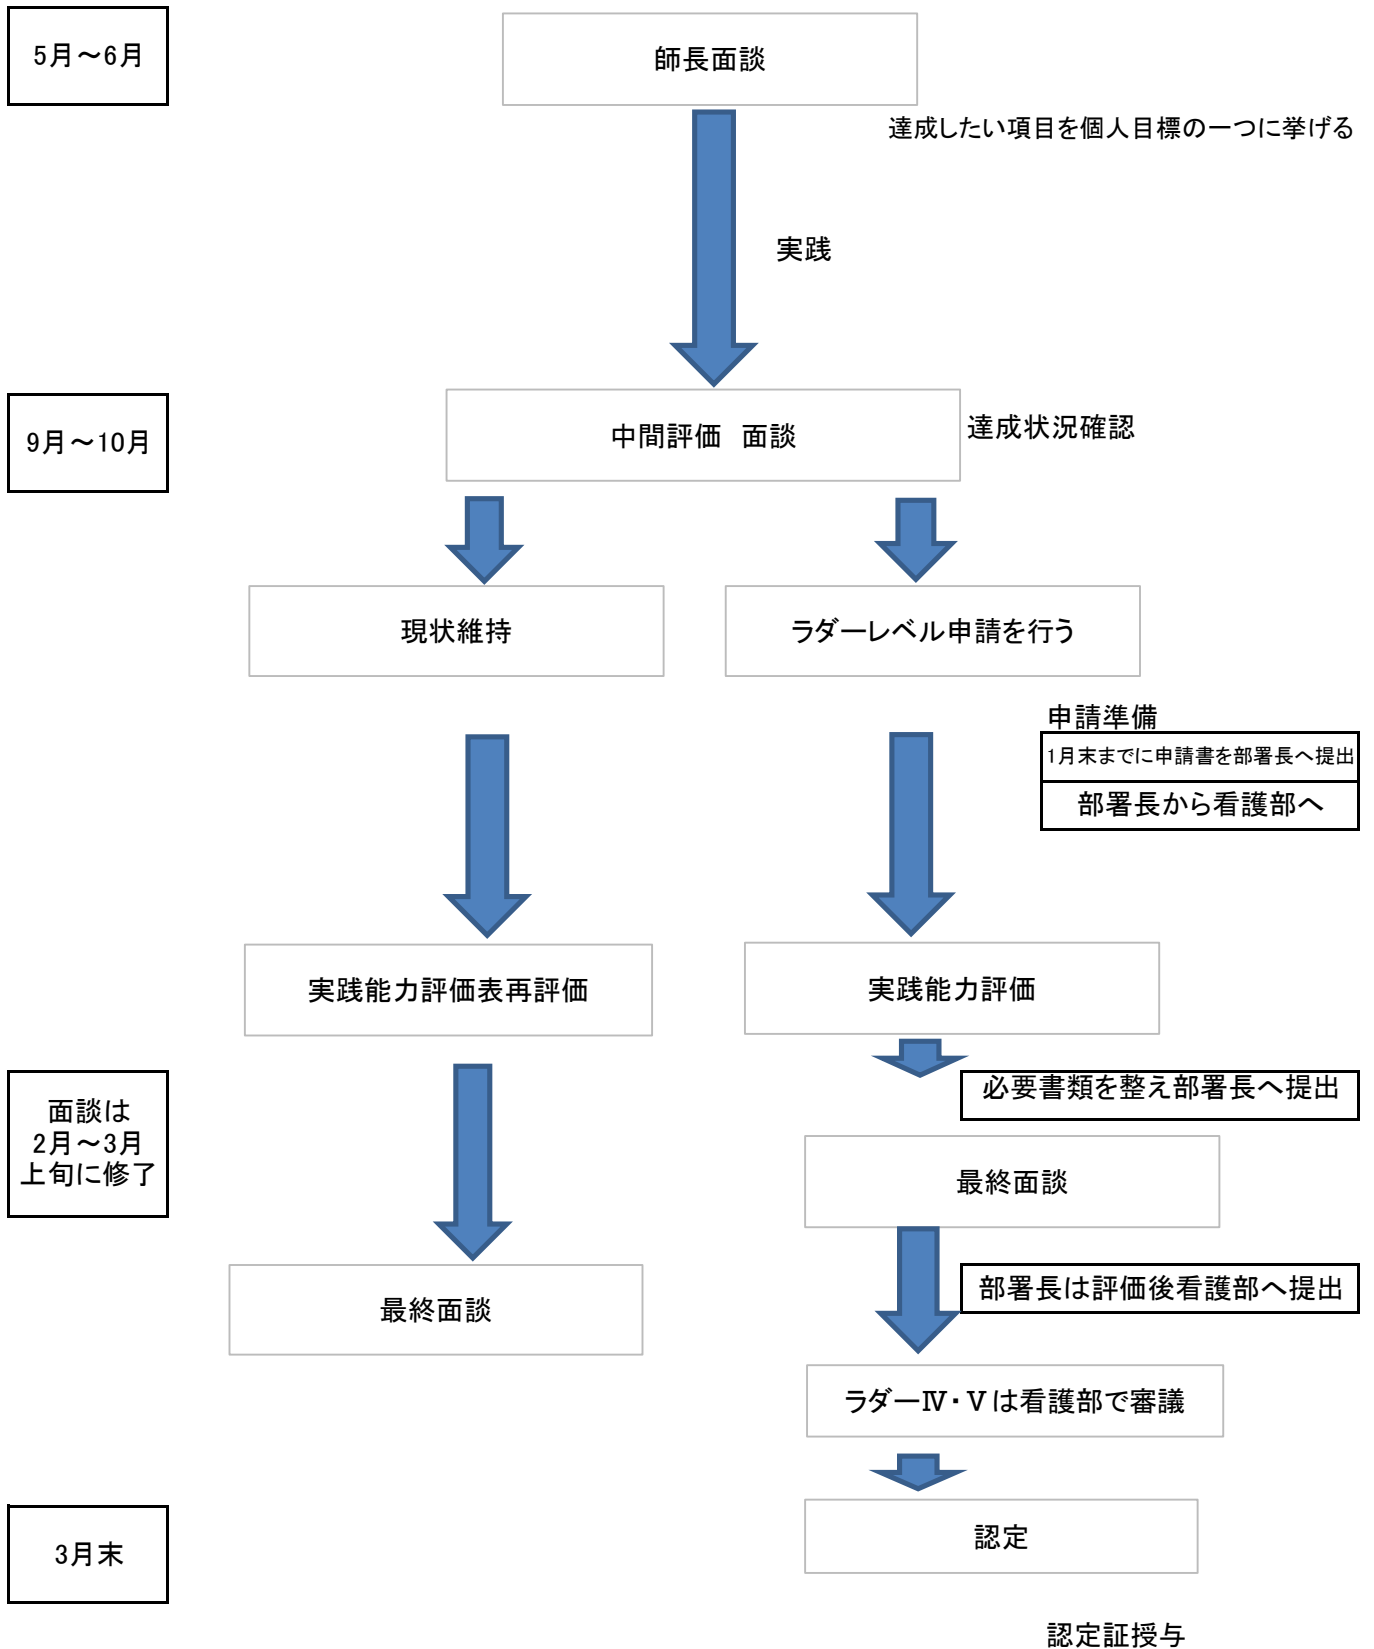 5月～6月
師長面談
達成したい項目を個人目標の一つに挙げる
実践
9月～10月
中間評価　面談
達成状況確認
現状維持
ラダーレベル申請を行う
申請準備
1月末までに申請書を部署長へ提出
部署長から看護部へ
実践能力評価表再評価
実践能力評価
面談は
2月～3月
上旬に修了
必要書類を整え部署長へ提出
最終面談
部署長は評価後看護部へ提出
最終面談
ラダーⅣ・Ⅴは看護部で審議
3月末
認定
認定証授与